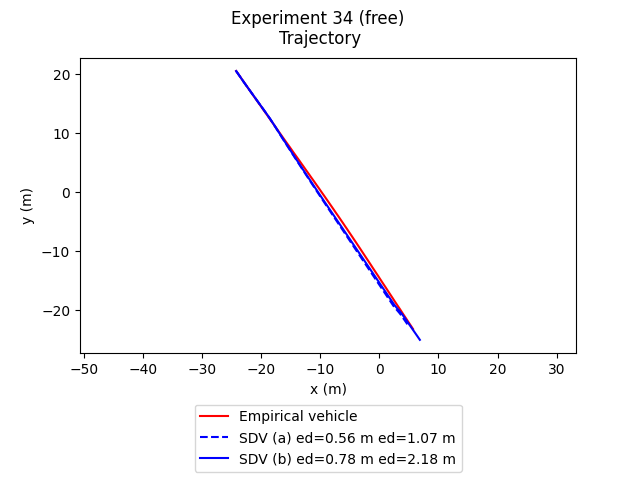 Experiment 34 (free)
Trajectory
20
10
0
−10
−20
y (m)
−50 −40 −30 −20 −10 0 10 20 30
x (m)
Empirical vehicle
SDV (a) ed=0.56 m ed=1.07 m
SDV (b) ed=0.78 m ed=2.18 m